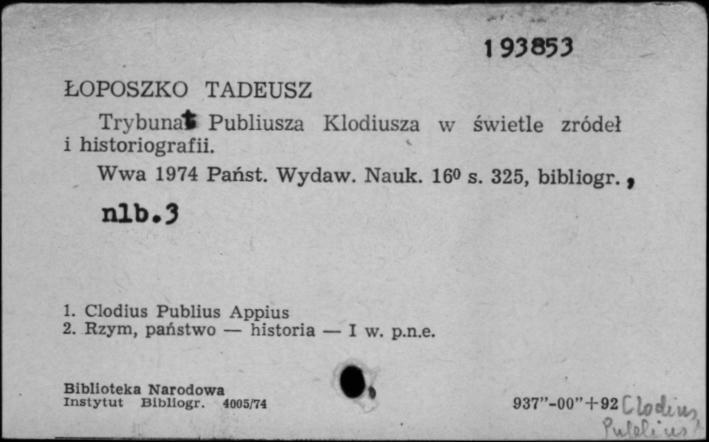 193853
ŁOPOSZKO TADEUSZ
Trybunat Publiusza Klodiusza w świetle zródeł
i historiografii.
Wwa 1974 Państ. Wydaw. Nauk. 16⁰ s. 325, bibliogr.,
nlb.3
1. Clodius Publius Appius
2. Rzym, państwo — historia — I w. p.n.e.
Biblioteka Narodowa
Instytut Bibliogr. 4005/74
937"-00"+92 Clodius
Publius